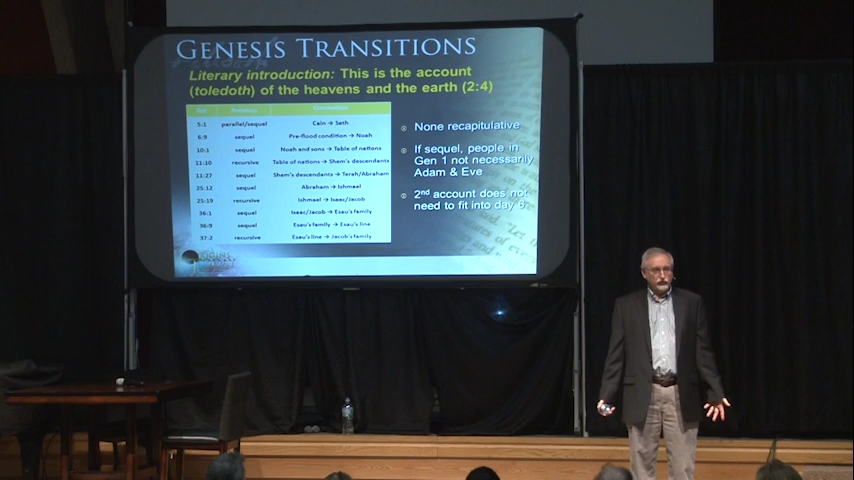 GENESIS TRANSITIONS
Literary introduction: This is the account
(toledoth) of the heavens and the earth (2:4)
5:1 parallel/sequel Cain → Seth
6:9 sequel Pre-flood condition → Noah
10:1 sequel Noah and sons → Table of nations
11:10 recursive Table of nations → Shem's descendants
11:27 sequel Shem's descendants → Terah/Abraham
25:12 sequel Abraham → Ishmael
25:19 recursive Ishmael → Isaac/Jacob
36:1 sequel Isaac/Jacob → Esau's family
36:9 sequel Esau's family → Esau's line
37:2 recursive Esau's line → Jacob's family
None recapitulative
If sequel, people in
Gen 1 not necessarily
Adam & Eve
2nd account does not
need to fit into day 6